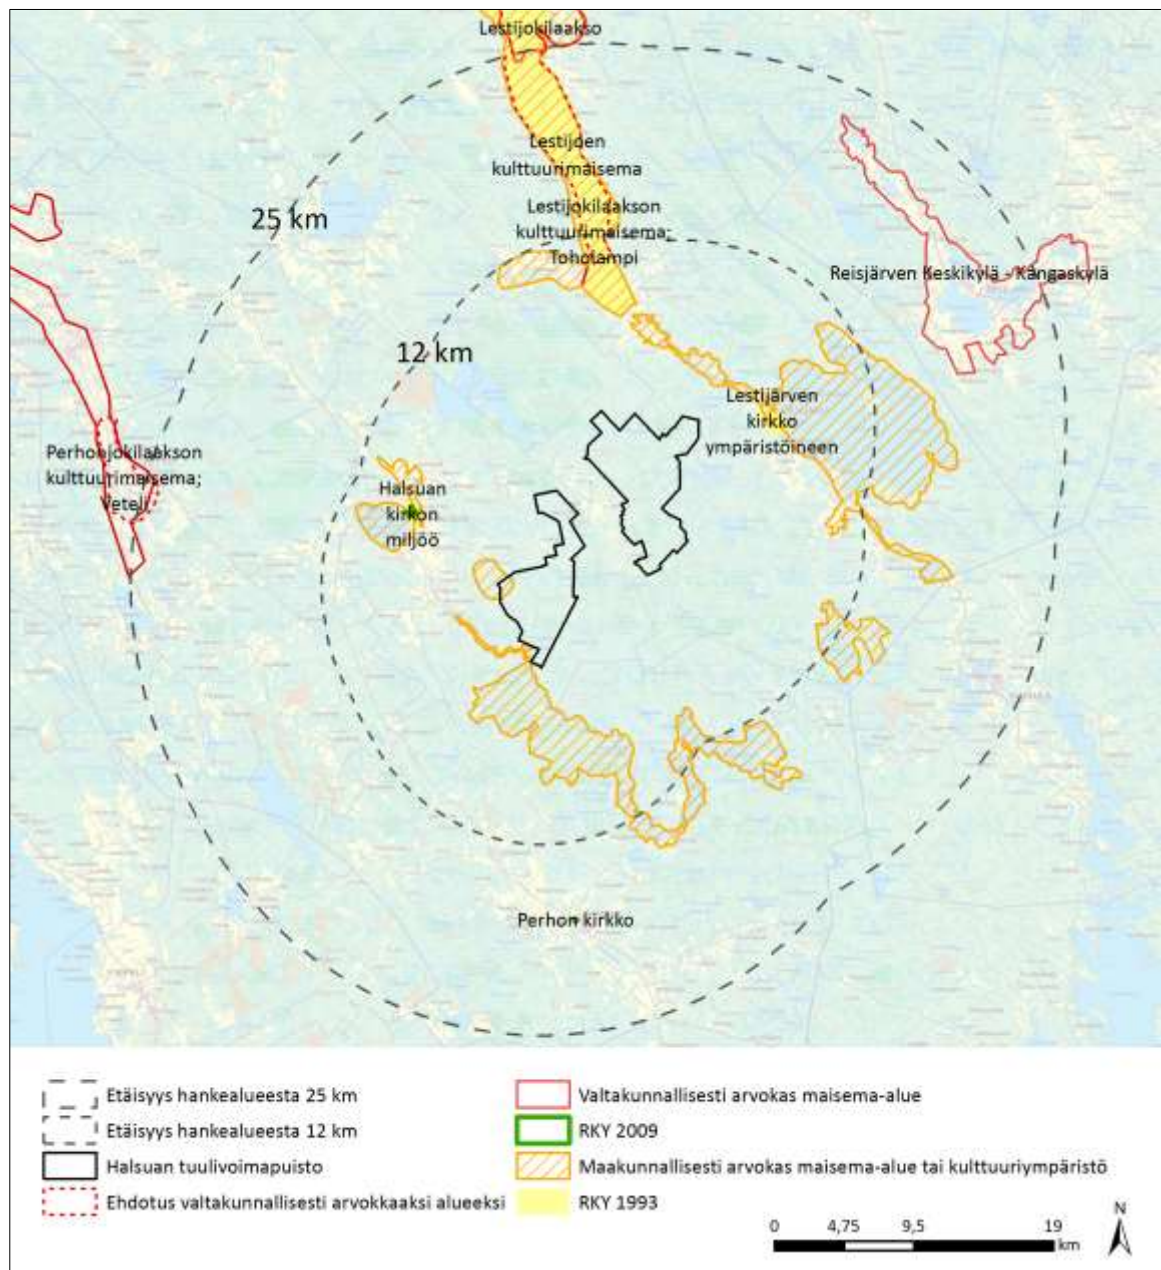 Lestijokilaakso
Lestijoen
kulttuurimaisema
Lestijokilaakson
kulttuurimaisema;
Toholampi
25 km
Reisjärven Keskikylä - Kangaskylä
12 km
Lestijärven
kirkko
ympäristöineen
Perhonjokilaakson
kulttuurimaisema;
Veteli
Halsuan
kirkon
miljöö
Perhon kirkko
Etäisyys hankealueesta 25 km
Etäisyys hankealueesta 12 km
Halsuan tuulivoimapuisto
Ehdotus valtakunnallisesti arvokkaaksi alueeksi
Valtakunnallisesti arvokas maisema-alue
RKY 2009
Maakunnallisesti arvokas maisema-alue tai kulttuuriympäristö
RKY 1993
N
0 4,75 9,5 19
km